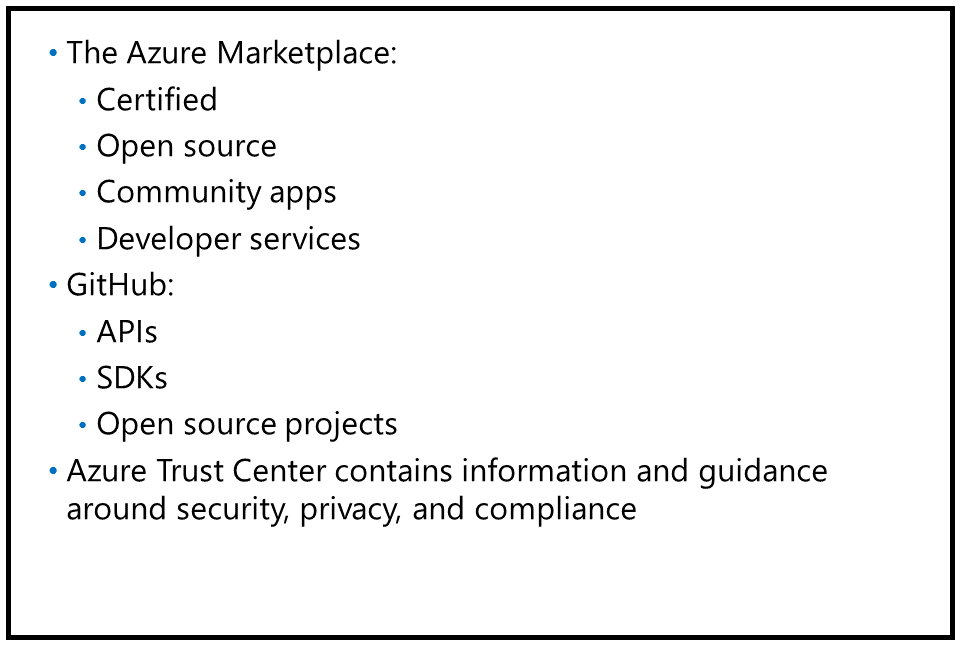 • The Azure Marketplace:
• Certified
• Open source
• Community apps
• Developer services
• GitHub:
• APIs
• SDKs
• Open source projects
• Azure Trust Center contains information and guidance
around security, privacy, and compliance